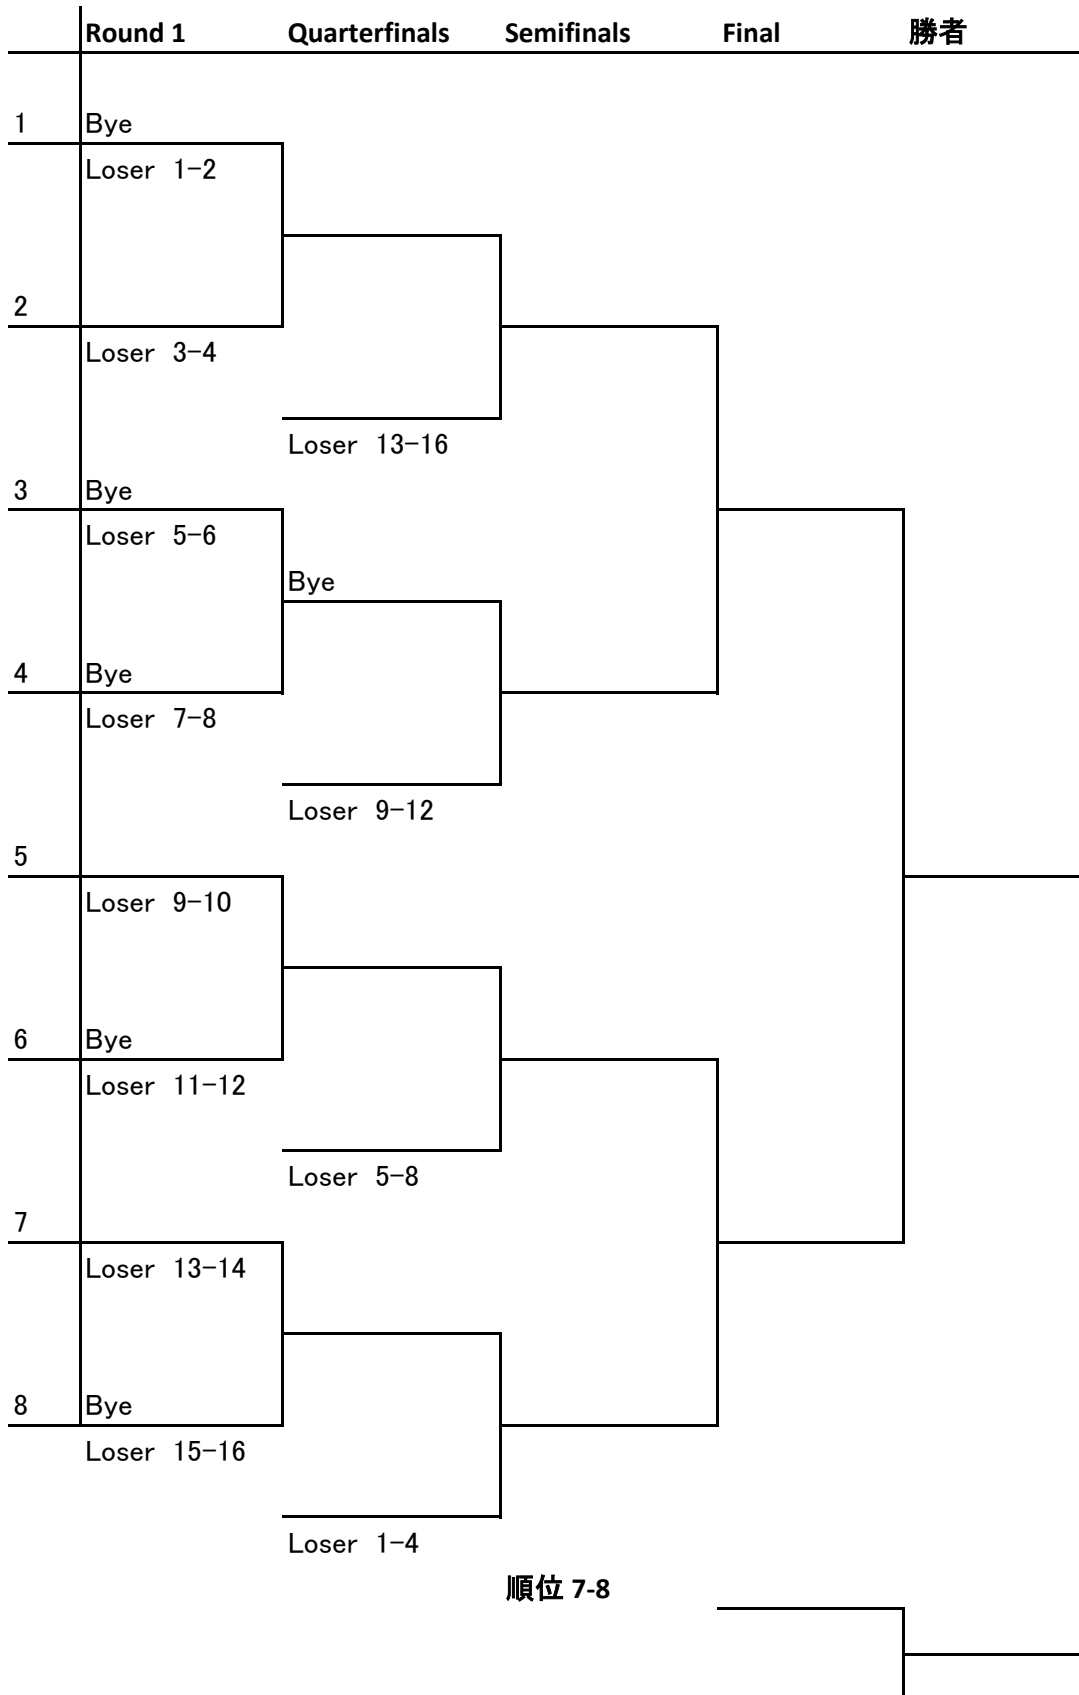 Round 1 Quarterfinals Semifinals Final 勝者
1 Bye
Loser 1-2
2
Loser 3-4
Loser 13-16
3 Bye
Loser 5-6
Bye
4 Bye
Loser 7-8
Loser 9-12
5
Loser 9-10
6 Bye
Loser 11-12
Loser 5-8
7
Loser 13-14
8 Bye
Loser 15-16
Loser 1-4
順位 7-8